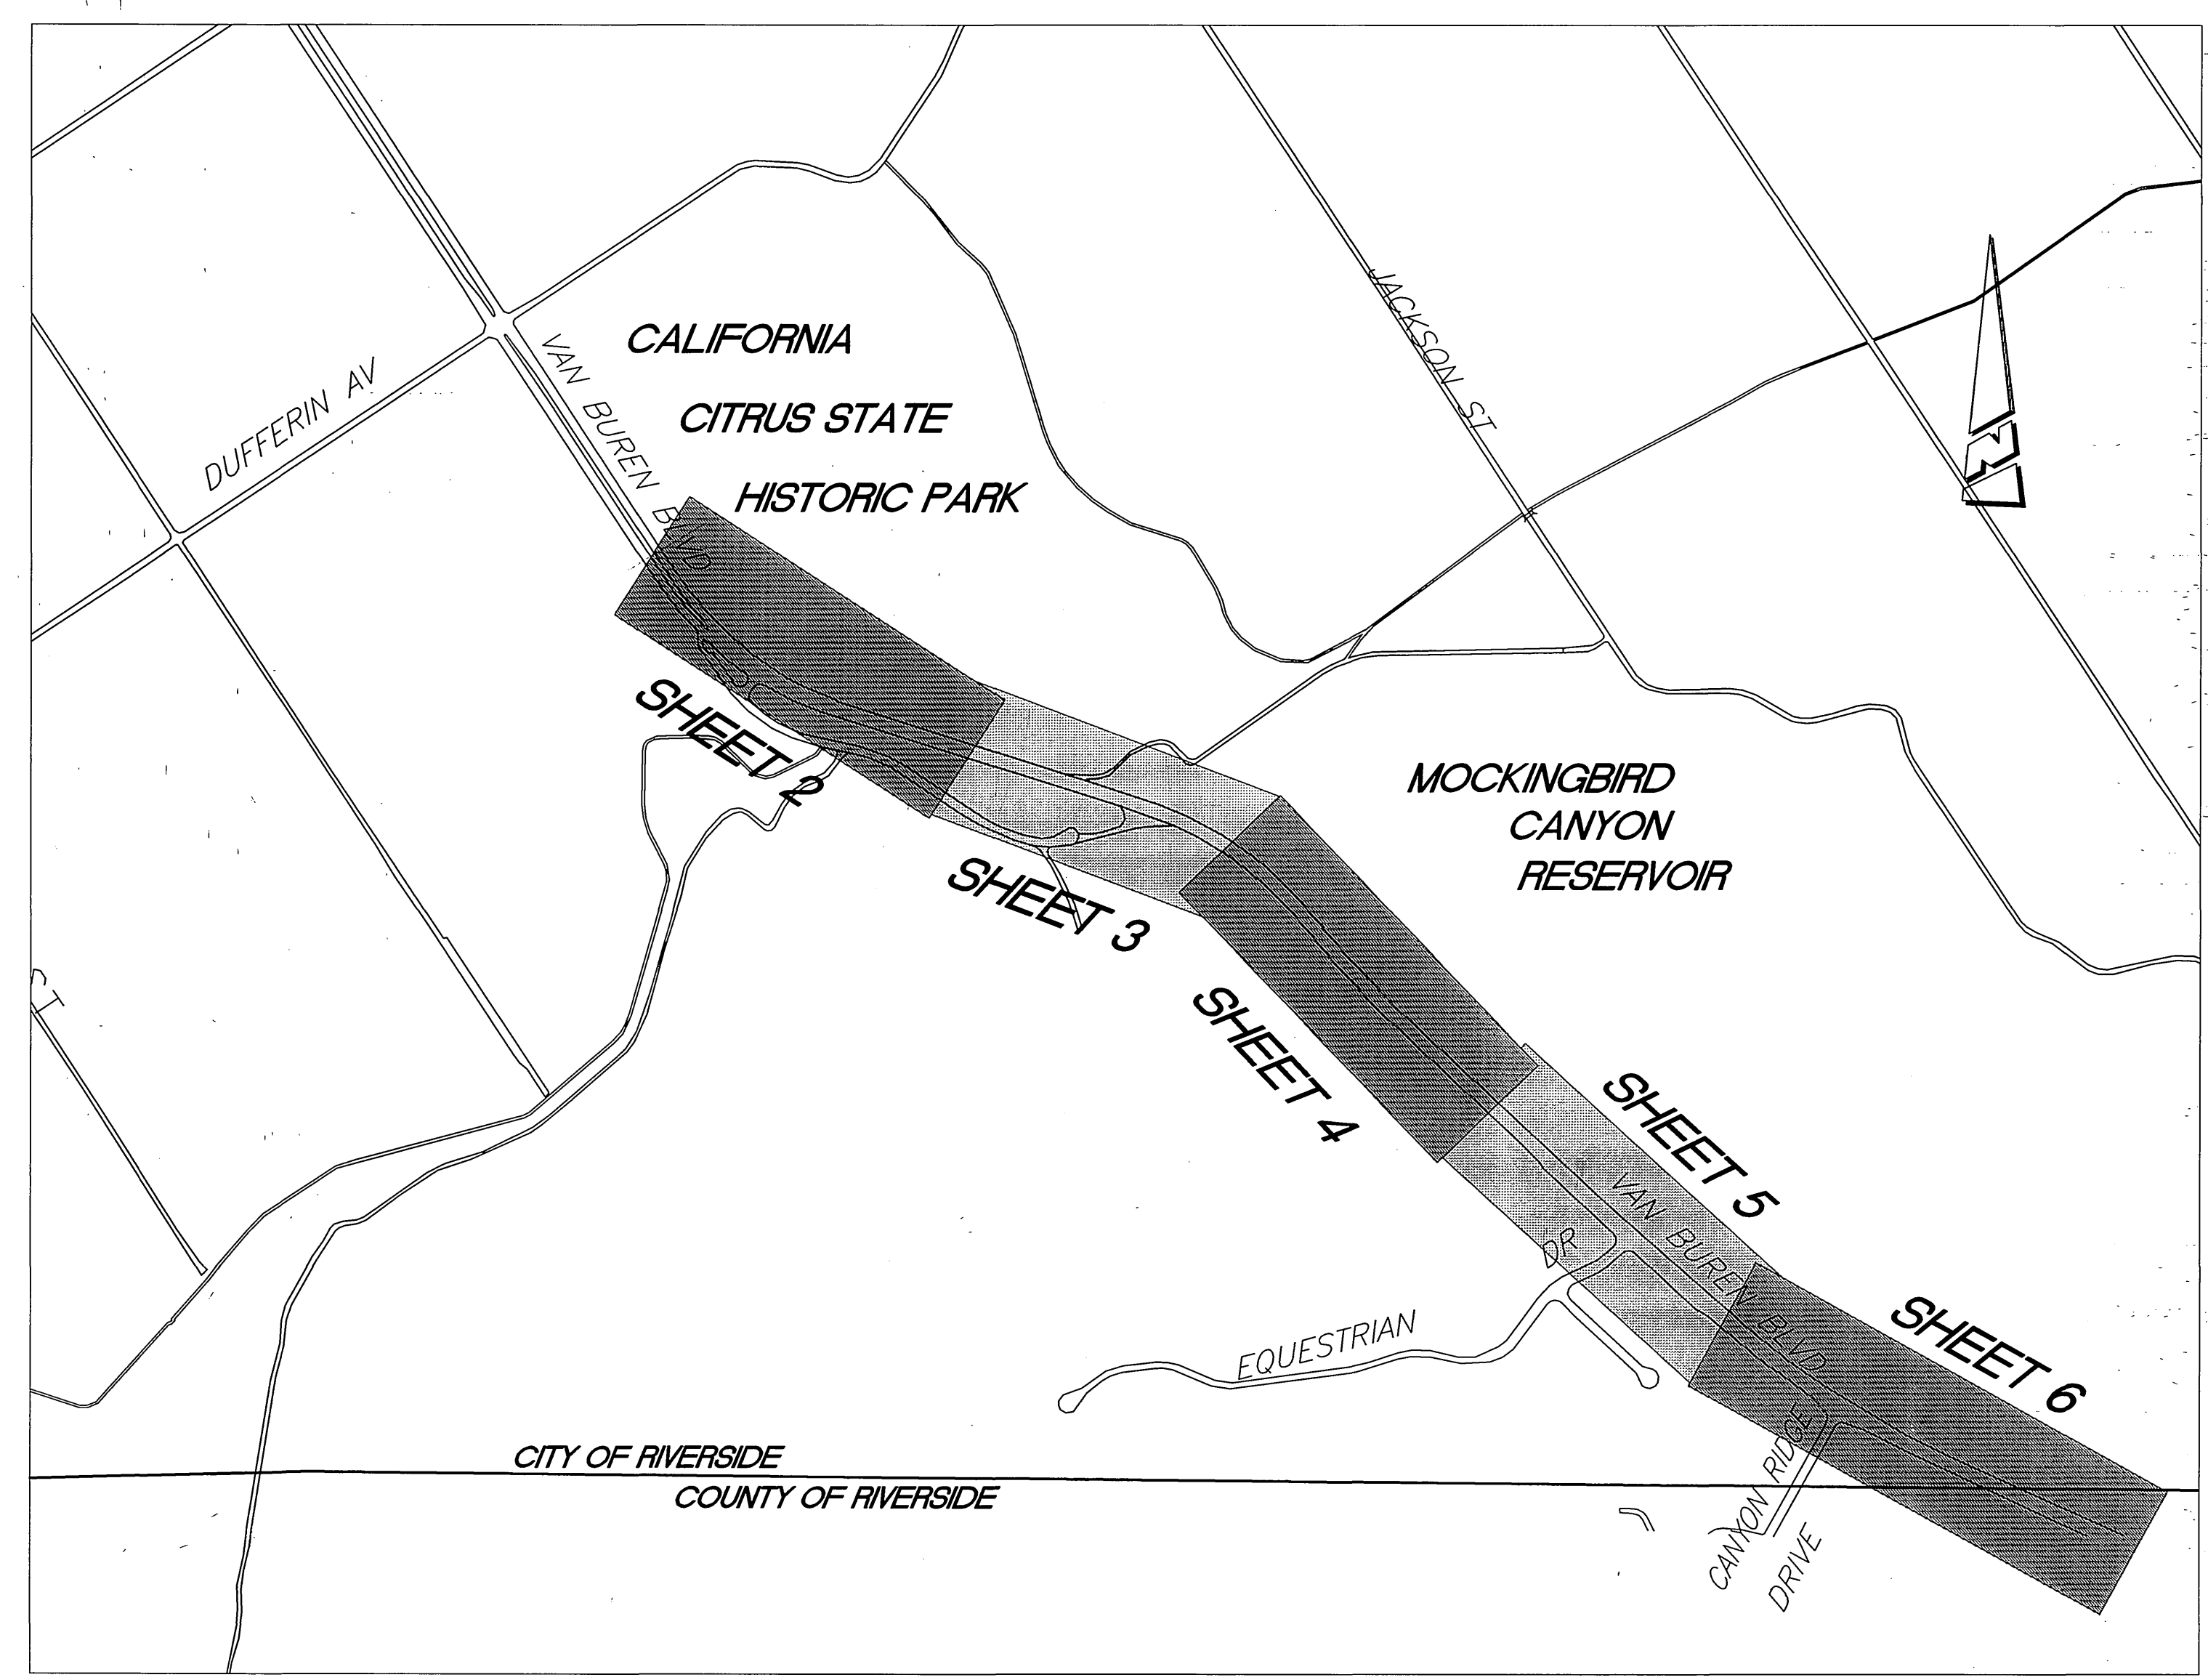 CALIFORNIA
CITRUS STATE
HISTORIC PARK
DUFFERIN AV
VAN BUREN BLVD
JACKSON ST
N
SHEET 2
MOCKINGBIRD
CANYON
RESERVOIR
SHEET 3
ST
SHEET 4
SHEET 5
VAN BUREN BLVD
EQUESTRIAN DR
SHEET 6
CITY OF RIVERSIDE
COUNTY OF RIVERSIDE
CANYON RIDGE
DRIVE